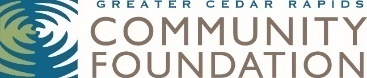 GREATER CEDAR RAPIDS
COMMUNITY
FOUNDATION